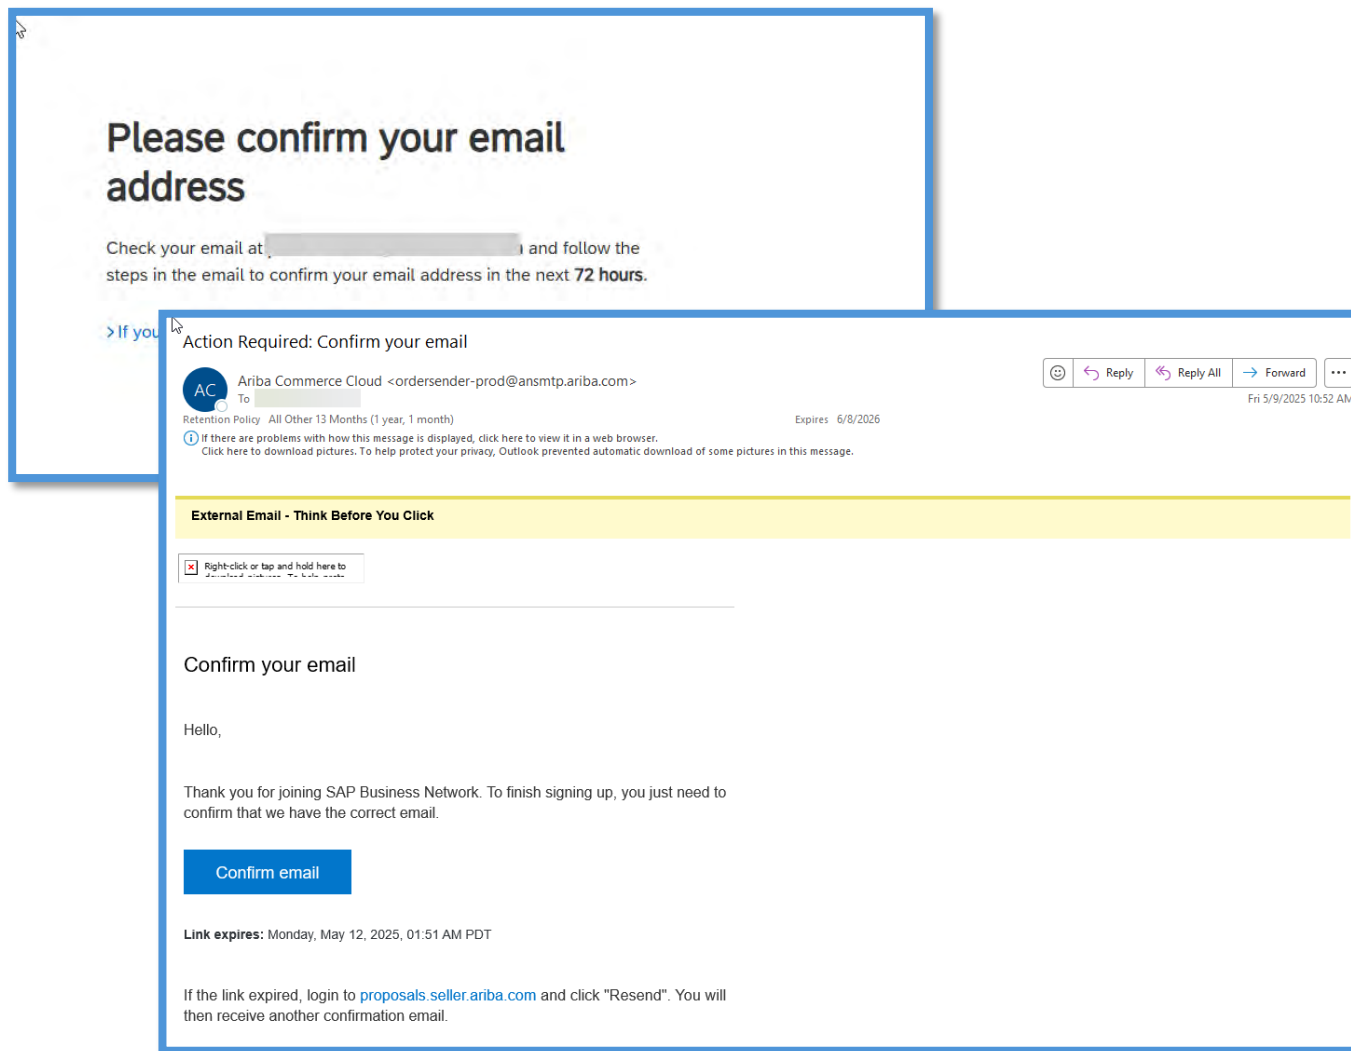 Please confirm your email
address
Check your email at and follow the
steps in the email to confirm your email address in the next 72 hours.
>If you
Action Required: Confirm your email
AC
Ariba Commerce Cloud <ordersender-prod@ansmtp.ariba.com>
To
Reply
Reply All
Forward
Fri 5/9/2025 10:52 AM
Retention Policy All Other 13 Months (1 year, 1 month)
Expires 6/8/2026
If there are problems with how this message is displayed, click here to view it in a web browser.
Click here to download pictures. To help protect your privacy, Outlook prevented automatic download of some pictures in this message.
External Email - Think Before You Click
Right-click or tap and hold here to
download pictures. To help
Confirm your email
Hello,
Thank you for joining SAP Business Network. To finish signing up, you just need to
confirm that we have the correct email.
Confirm email
Link expires: Monday, May 12, 2025, 01:51 AM PDT
If the link expired, login to proposals.seller.ariba.com and click "Resend". You will
then receive another confirmation email.